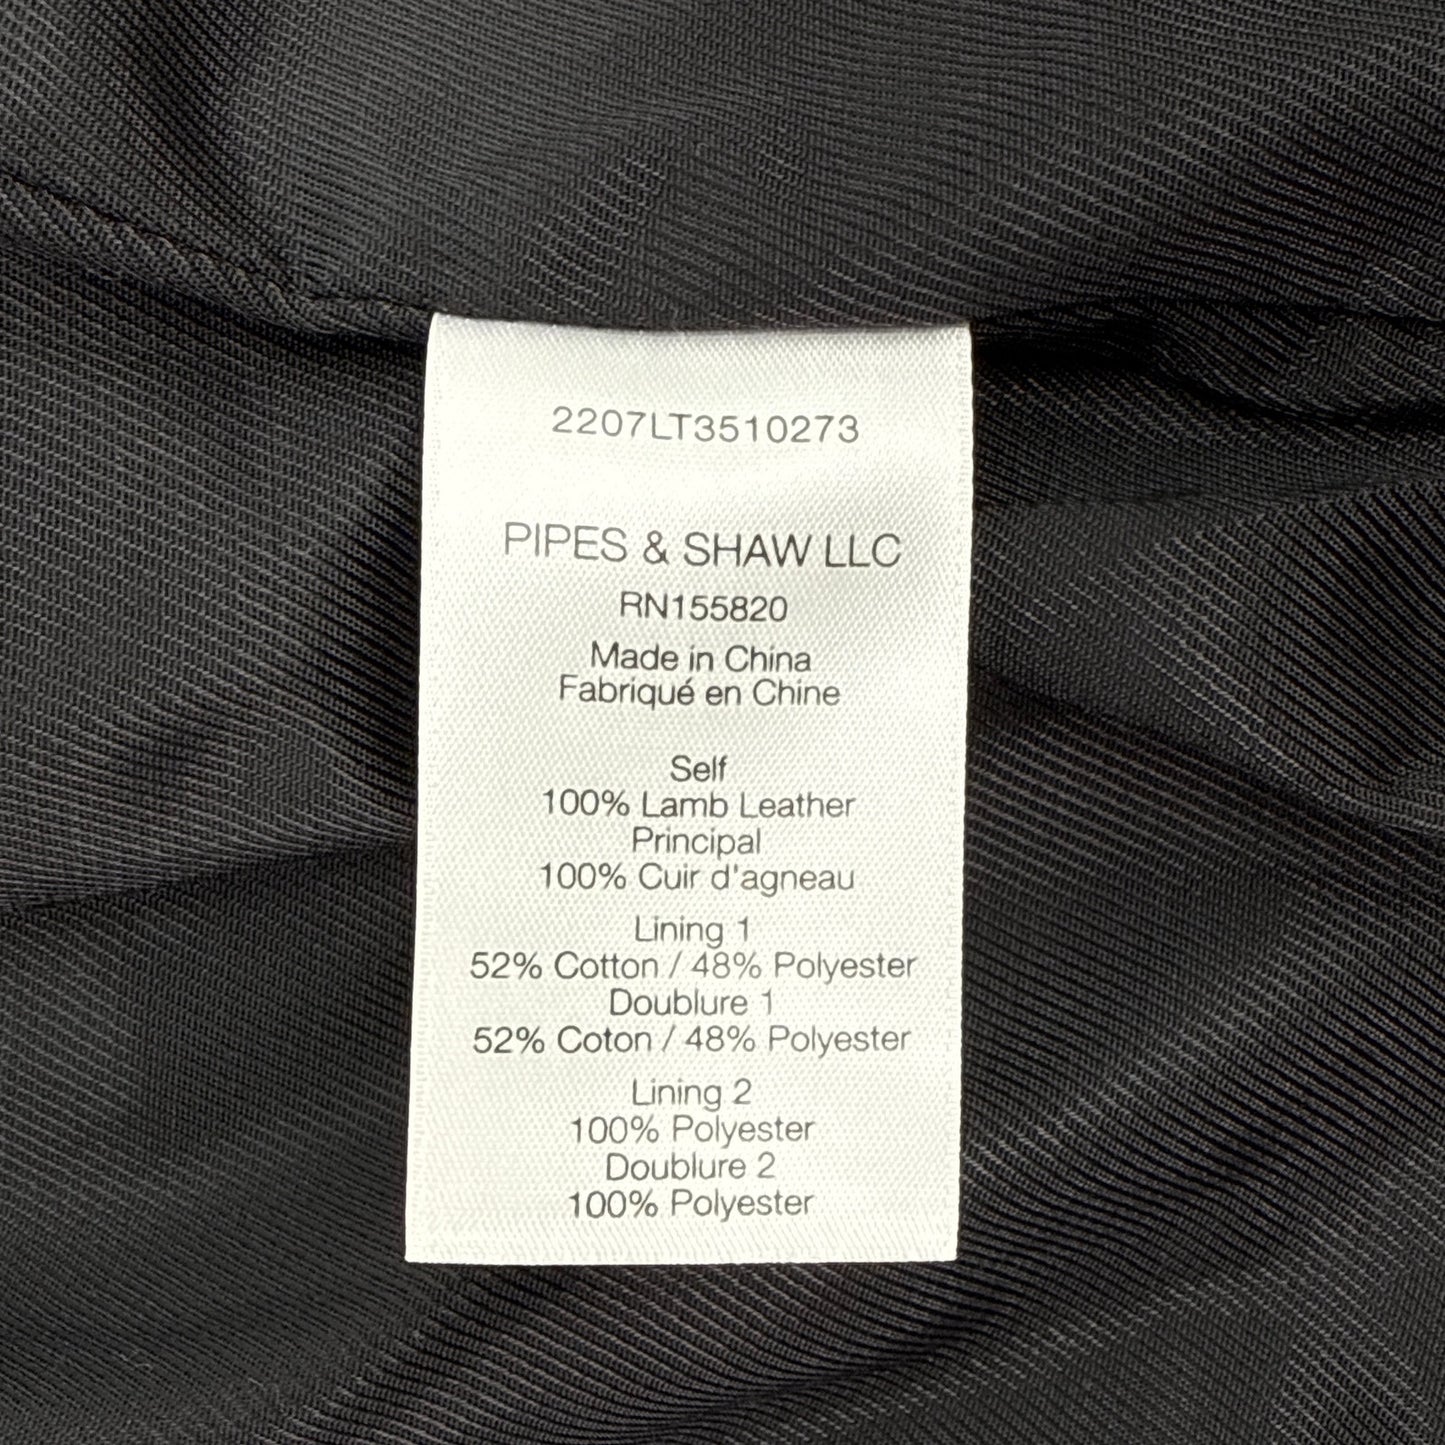 2207LT3510273
PIPES & SHAW LLC
RN155820
Made in China
Fabriqué en Chine
Self
100% Lamb Leather
Principal
100% Cuir d'agneau
Lining 1
52% Cotton / 48% Polyester
Doublure 1
52% Coton / 48% Polyester
Lining 2
100% Polyester
Doublure 2
100% Polyester